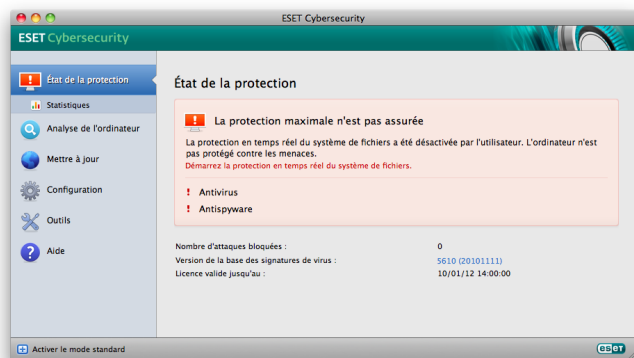 ESET Cybersecurity
ESET Cybersecurity
État de la protection
Statistiques
Analyse de l'ordinateur
Mettre à jour
Configuration
Outils
Aide
Activer le mode standard
État de la protection
La protection maximale n'est pas assurée
La protection en temps réel du système de fichiers a été désactivée par l'utilisateur. L'ordinateur n'est
pas protégé contre les menaces.
Démarrez la protection en temps réel du système de fichiers.
! Antivirus
! Antispyware
Nombre d'attaques bloquées : 0
Version de la base des signatures de virus : 5610 (20101111)
Licence valide jusqu'au : 10/01/12 14:00:00
eseT